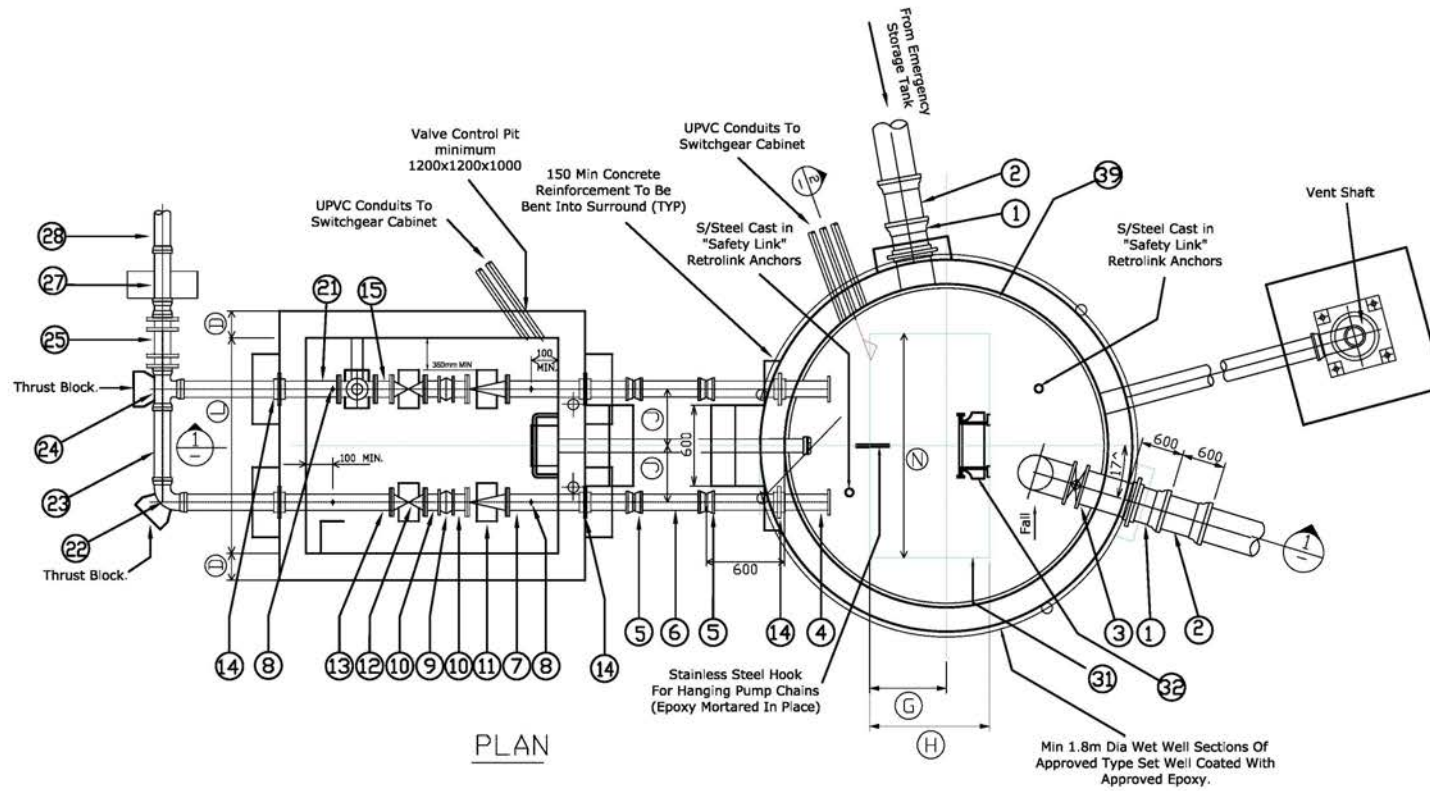 From Emergency
Storage Tank
Valve Control Pit
minimum
1200x1200x1000
UPVC Conduits To
Switchgear Cabinet
150 Min Concrete
Reinforcement To Be
Bent Into Surround (TYP)
UPVC Conduits To
Switchgear Cabinet
S/Steel Cast in
"Safety Link"
Retrolink Anchors
2
1
2
1
39
S/Steel Cast in
"Safety Link"
Retrolink Anchors
Vent Shaft
28
27
25
21
15
D
360mm MIN
100
MIN.
Thrust Block.
24
L
1
100 MIN.
23
22
Thrust Block.
D
C
J
600
600
N
600
600
17^
Fall
1
14
8
13
12
10
9
10
11
7
8
14
5
6
5
14
4
3
1
2
31
32
Stainless Steel Hook
For Hanging Pump Chains
(Epoxy Mortared In Place)
G
H
PLAN
Min 1.8m Dia Wet Well Sections Of
Approved Type Set Well Coated With
Approved Epoxy.